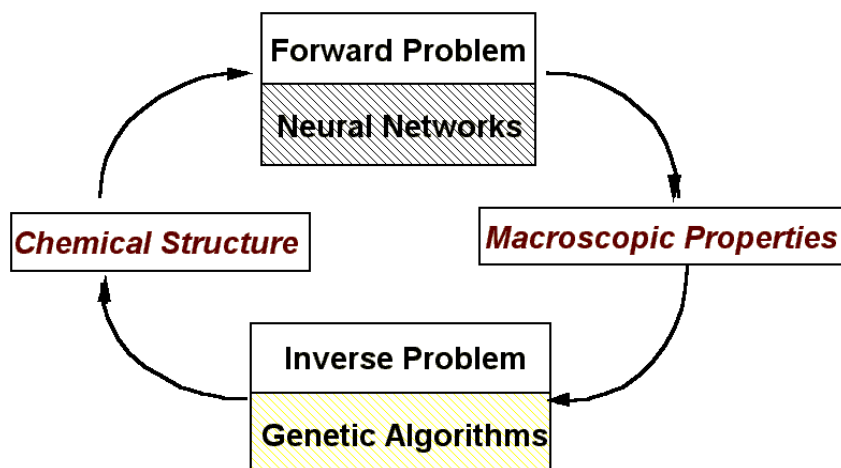 Forward Problem
Neural Networks
Chemical Structure
Macroscopic Properties
Inverse Problem
Genetic Algorithms